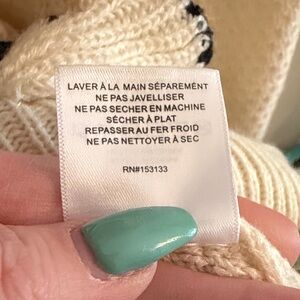 LAVER À LA MAIN SÉPARÉMENT
NE PAS JAVELLISER
NE PAS SECHER EN MACHINE
SÉCHER À PLAT
REPASSER AU FER FROID
NE PAS NETTOYER À SEC
RN#153133